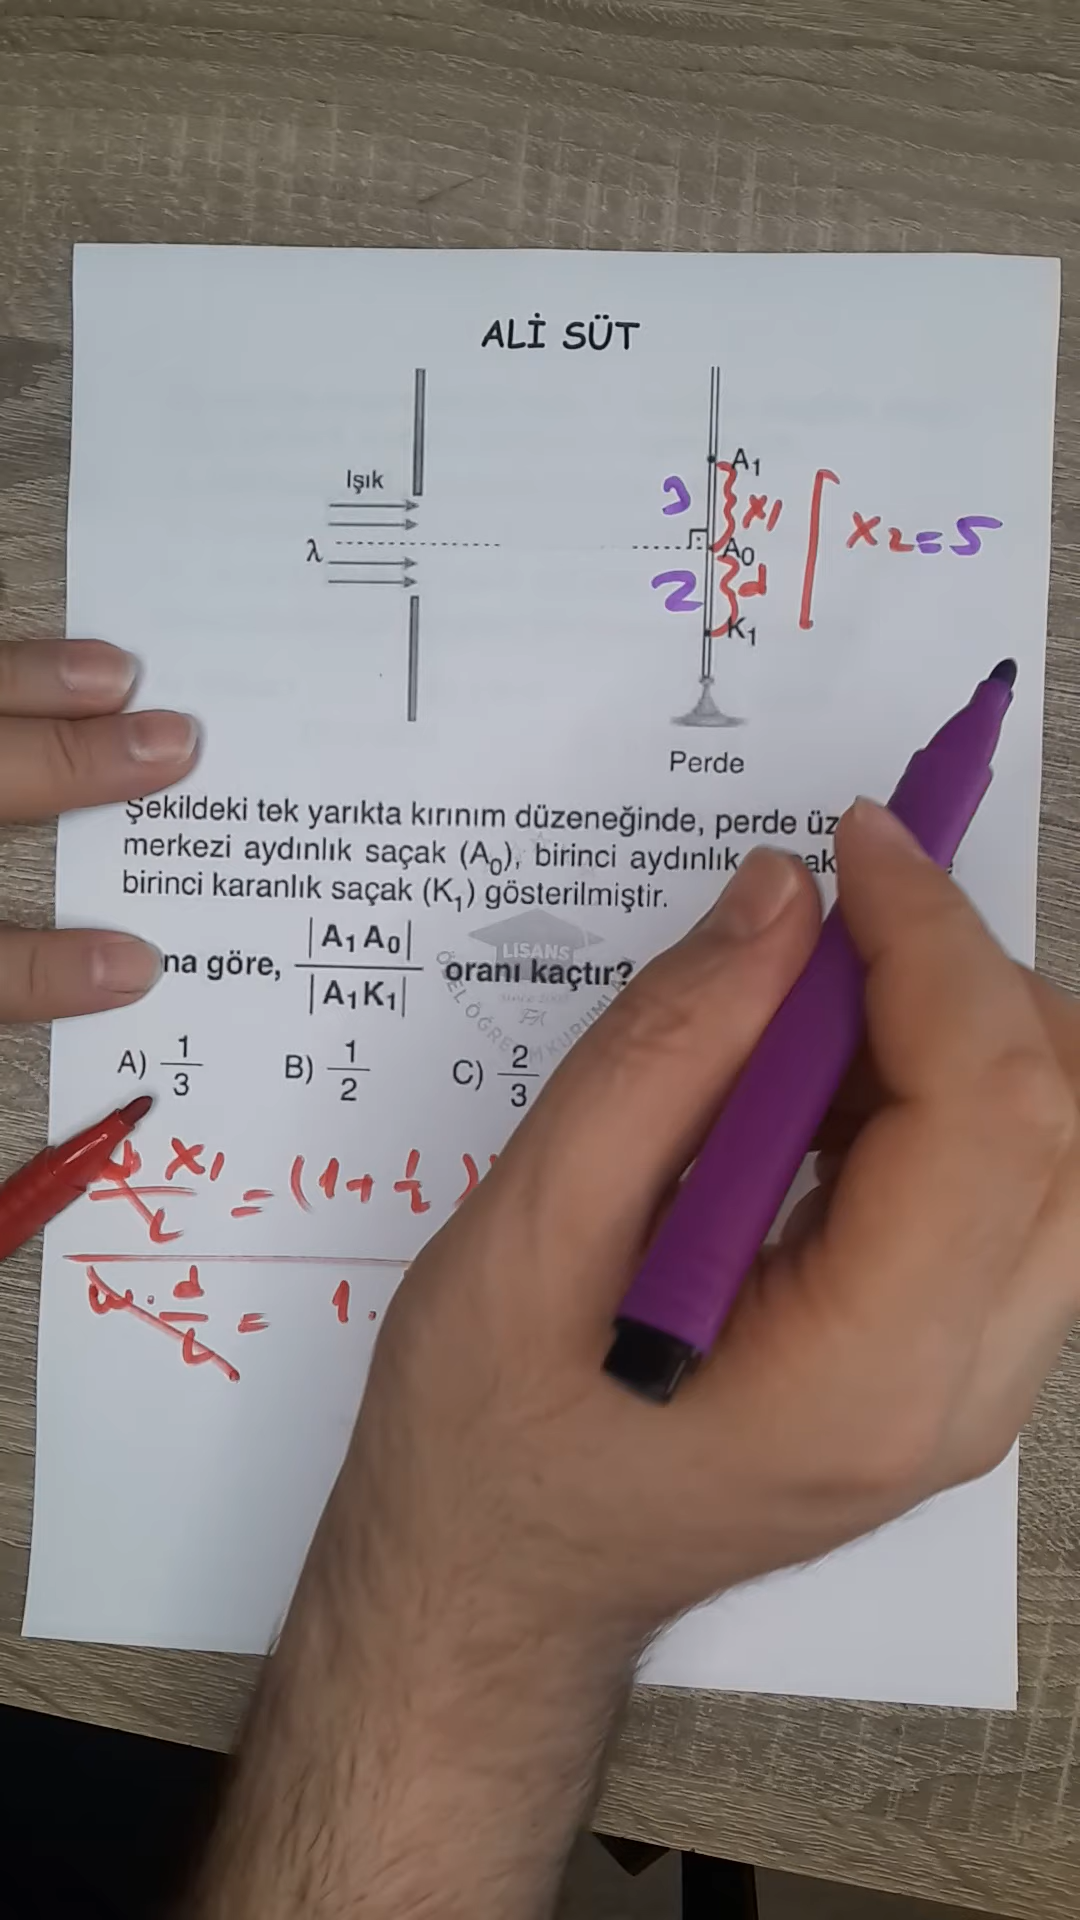 ALİ SÜT
Işık
λ
A₁
3
x1
A₀
x2=5
2
d
K₁
Perde
Şekildeki tek yarıkta kırınım düzeneğinde, perde üz
merkezi aydınlık saçak (A₀), birinci aydınlık
birinci karanlık saçak (K₁) gösterilmiştir.
na göre, |A₁A₀| / |A₁K₁| oranı kaçtır?
LİSANS
A) 1/3 B) 1/2 C) 2/3
x1 / L = (1+1/2)
w · d/L = 1.